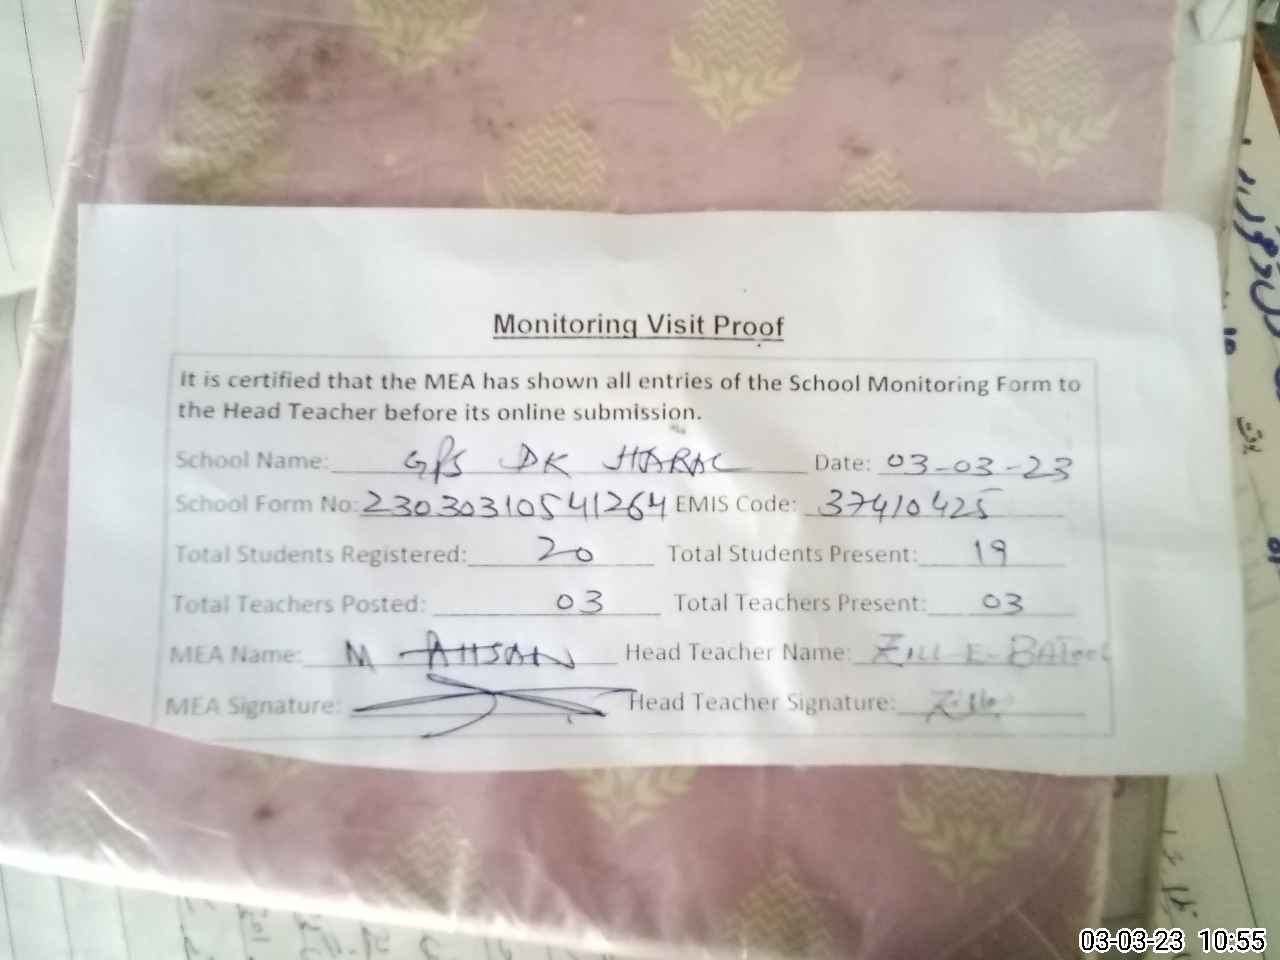 Monitoring Visit Proof
It is certified that the MEA has shown all entries of the School Monitoring Form to
the Head Teacher before its online submission.
School Name: GPS DK HARAL Date: 03-03-23
School Form No: 23030310541264 EMIS Code: 37410425
Total Students Registered: 20 Total Students Present: 19
Total Teachers Posted: 03 Total Teachers Present: 03
MEA Name: M AHSAN Head Teacher Name: ZILL E-BATOOL
MEA Signature: Head Teacher Signature:
03-03-23 10:55